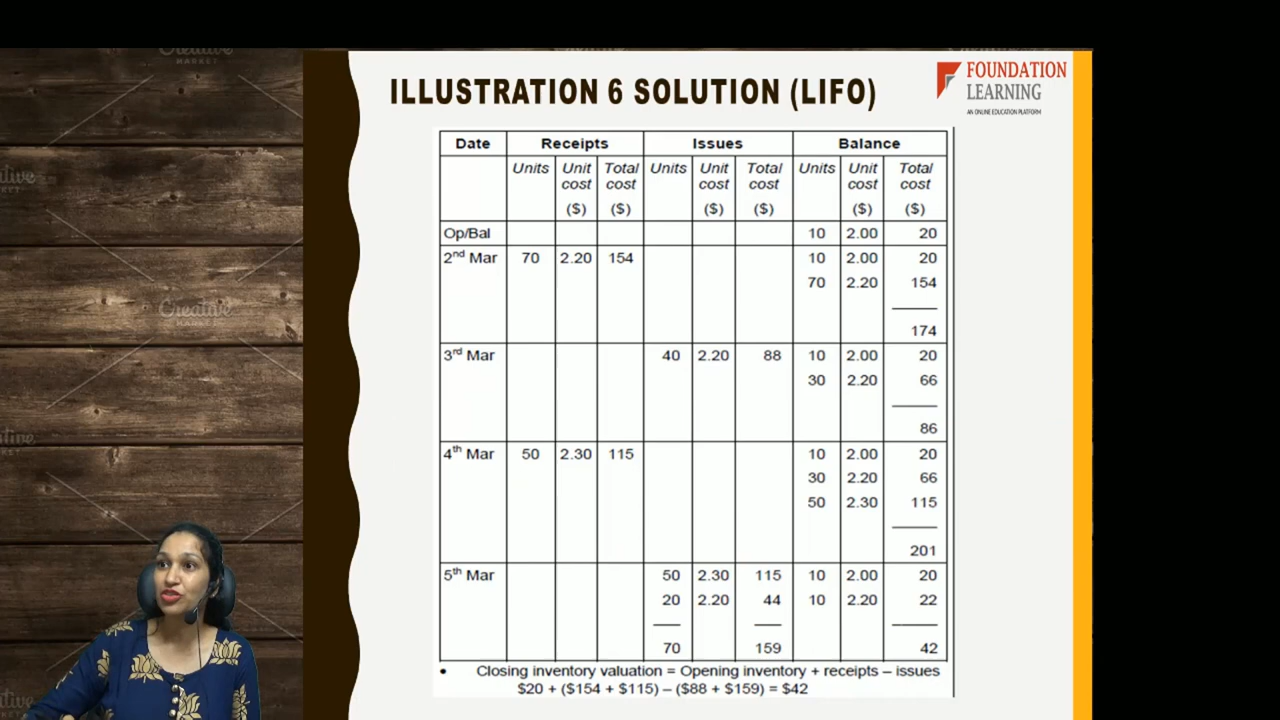 ILLUSTRATION 6 SOLUTION (LIFO)
FOUNDATION
LEARNING
AN ONLINE EDUCATION PLATFORM
Date Receipts Issues Balance
Units Unit cost ($) Total cost ($) Units Unit cost ($) Total cost ($) Units Unit cost ($) Total cost ($)
Op/Bal 10 2.00 20
2nd Mar 70 2.20 154 10 2.00 20
70 2.20 154
174
3rd Mar 40 2.20 88 10 2.00 20
30 2.20 66
86
4th Mar 50 2.30 115 10 2.00 20
30 2.20 66
50 2.30 115
201
5th Mar 50 2.30 115 10 2.00 20
20 2.20 44 10 2.20 22
70 159 42
• Closing inventory valuation = Opening inventory + receipts – issues
$20 + ($154 + $115) – ($88 + $159) = $42
Creative
MARKET
Creative
MARKET